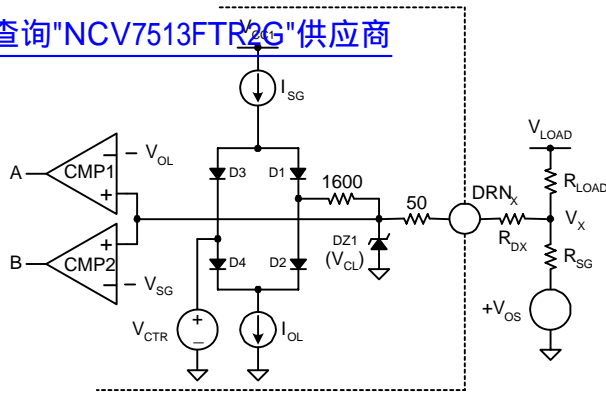 查询"NCV7513FTR2G"供应商
VCC1
ISG
VLOAD
A
CMP1
VOL
D3
D1
1600
50
DRNX
RLOAD
RDX
VX
B
CMP2
VSG
D4
D2
DZ1
(VCL)
RSG
+VOS
VCTR
IOL